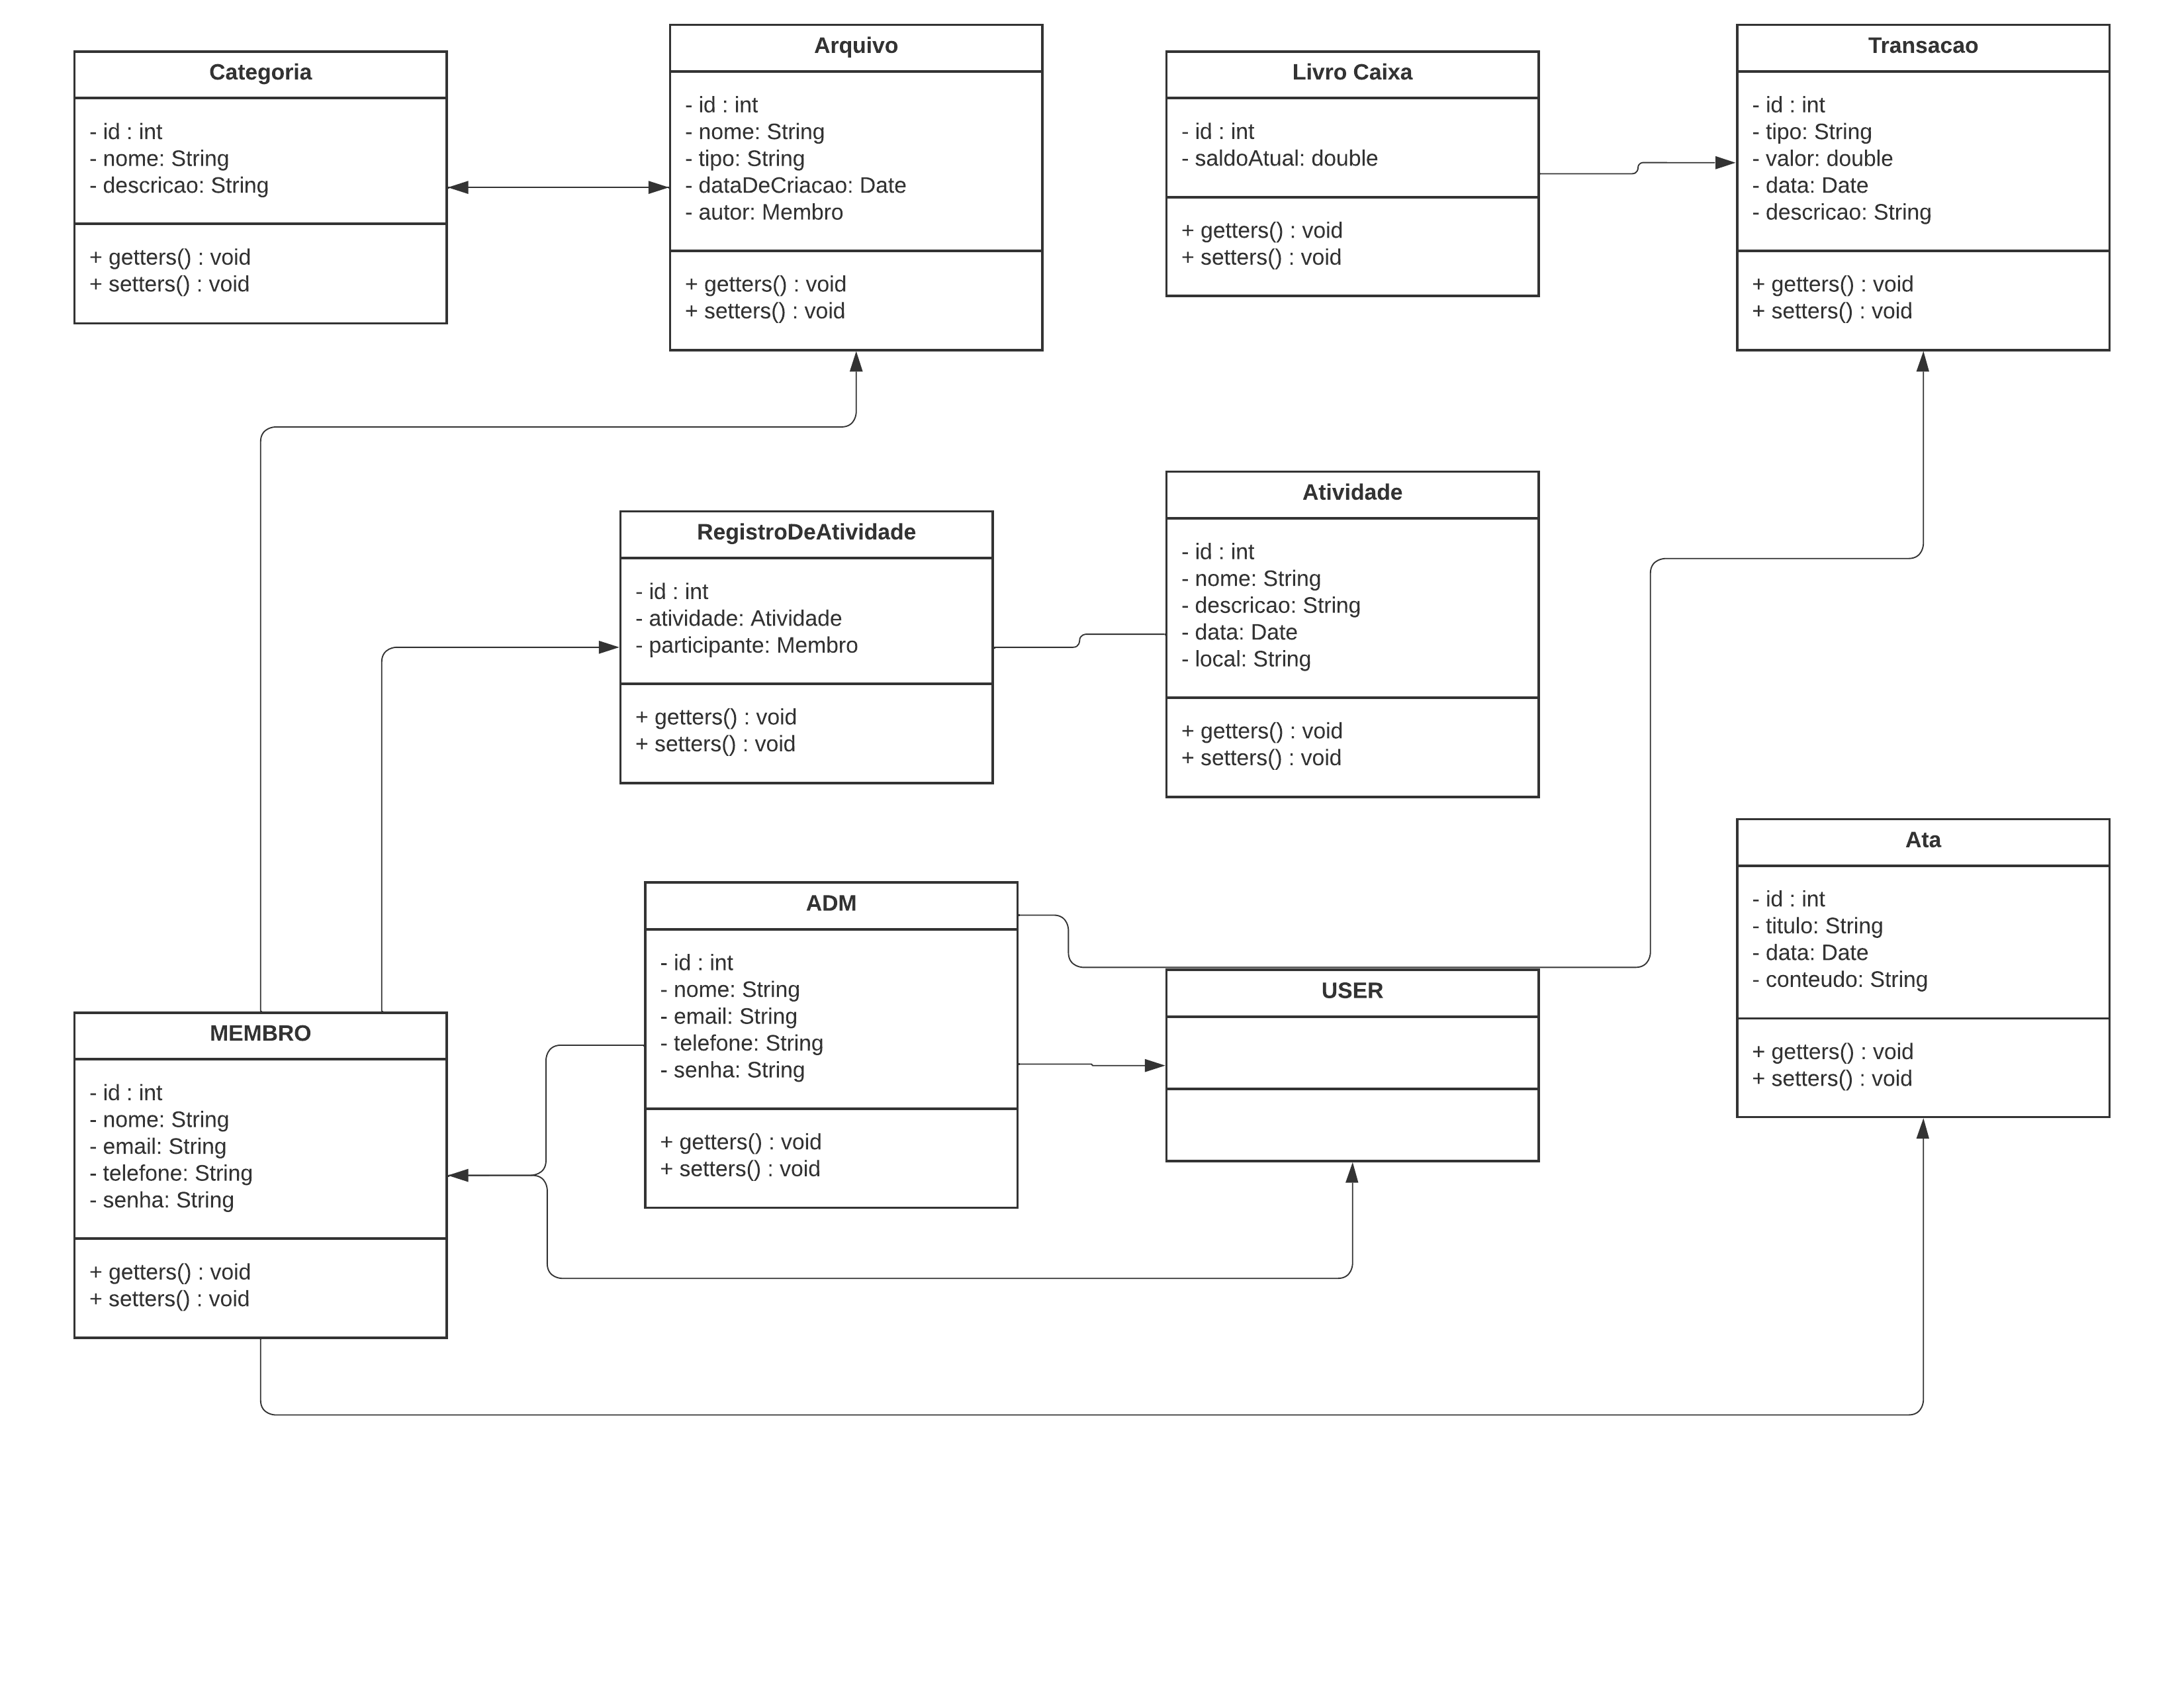 Categoria
- id : int
- nome: String
- descricao: String
+ getters() : void
+ setters() : void
Arquivo
- id : int
- nome: String
- tipo: String
- dataDeCriacao: Date
- autor: Membro
+ getters() : void
+ setters() : void
Livro Caixa
- id : int
- saldoAtual: double
+ getters() : void
+ setters() : void
Transacao
- id : int
- tipo: String
- valor: double
- data: Date
- descricao: String
+ getters() : void
+ setters() : void
RegistroDeAtividade
- id : int
- atividade: Atividade
- participante: Membro
+ getters() : void
+ setters() : void
Atividade
- id : int
- nome: String
- descricao: String
- data: Date
- local: String
+ getters() : void
+ setters() : void
MEMBRO
- id : int
- nome: String
- email: String
- telefone: String
- senha: String
+ getters() : void
+ setters() : void
ADM
- id : int
- nome: String
- email: String
- telefone: String
- senha: String
+ getters() : void
+ setters() : void
USER
Ata
- id : int
- titulo: String
- data: Date
- conteudo: String
+ getters() : void
+ setters() : void